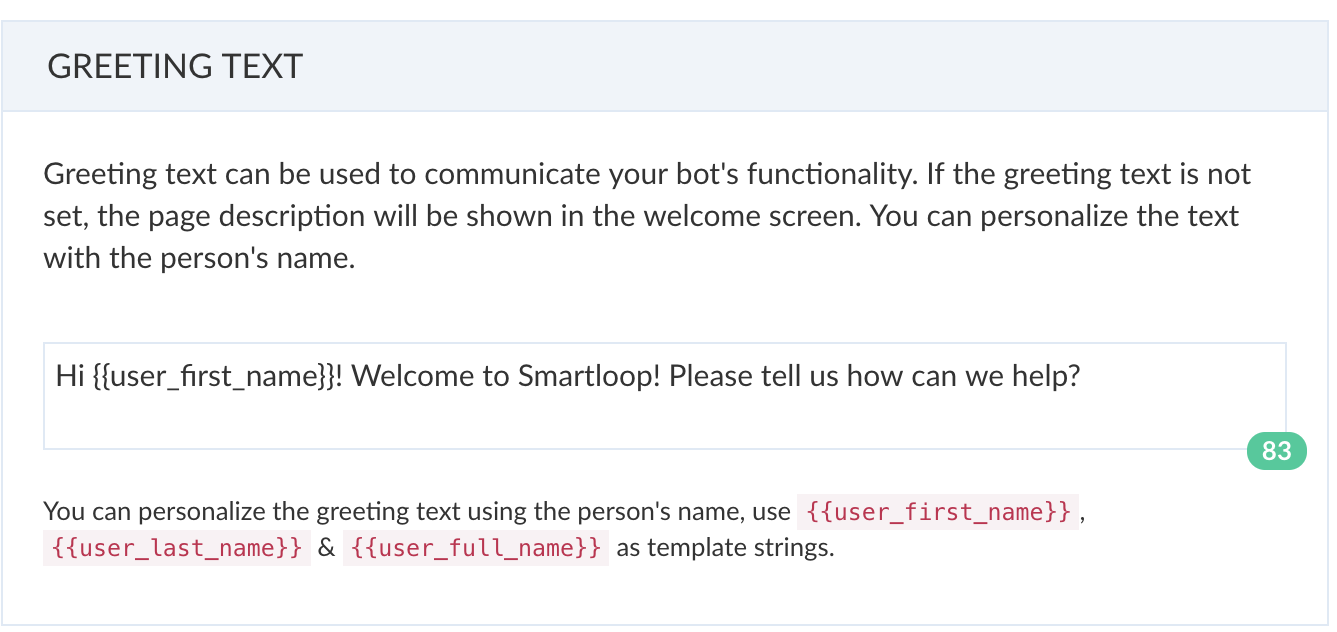 GREETING TEXT
Greeting text can be used to communicate your bot's functionality. If the greeting text is not
set, the page description will be shown in the welcome screen. You can personalize the text
with the person's name.
Hi {{user_first_name}}! Welcome to Smartloop! Please tell us how can we help?
83
You can personalize the greeting text using the person's name, use {{user_first_name}} ,
{{user_last_name}} & {{user_full_name}} as template strings.